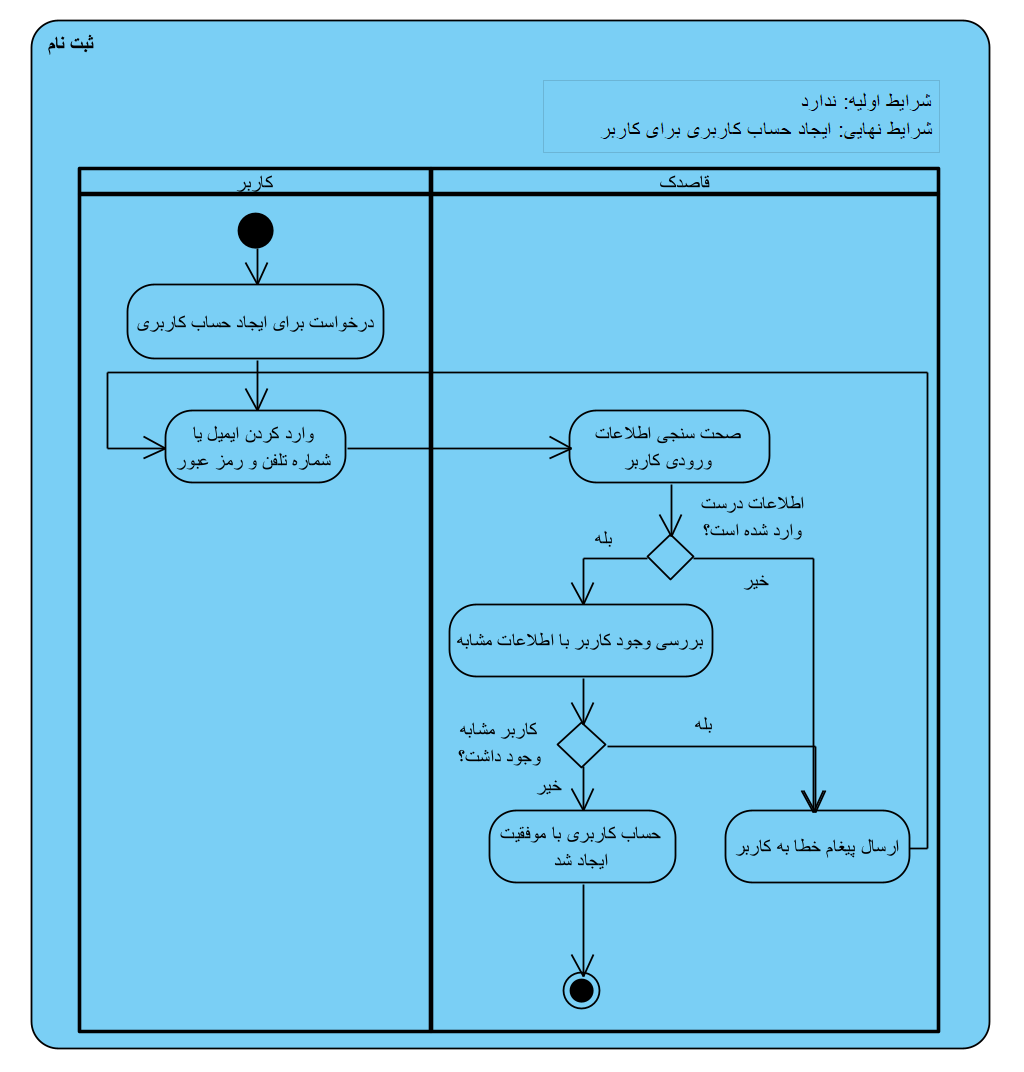 ثبت نام
شرایط اولیه: ندارد
شرایط نهایی: ایجاد حساب کاربری برای کاربر
کاربر
قاصدک
درخواست برای ایجاد حساب کاربری
وارد کردن ایمیل یا
شماره تلفن و رمز عبور
صحت سنجی اطلاعات
ورودی کاربر
اطلاعات درست
وارد شده است؟
بله
خیر
بررسی وجود کاربر با اطلاعات مشابه
کاربر مشابه
وجود داشت؟
بله
خیر
حساب کاربری با موفقیت
ایجاد شد
ارسال پیغام خطا به کاربر